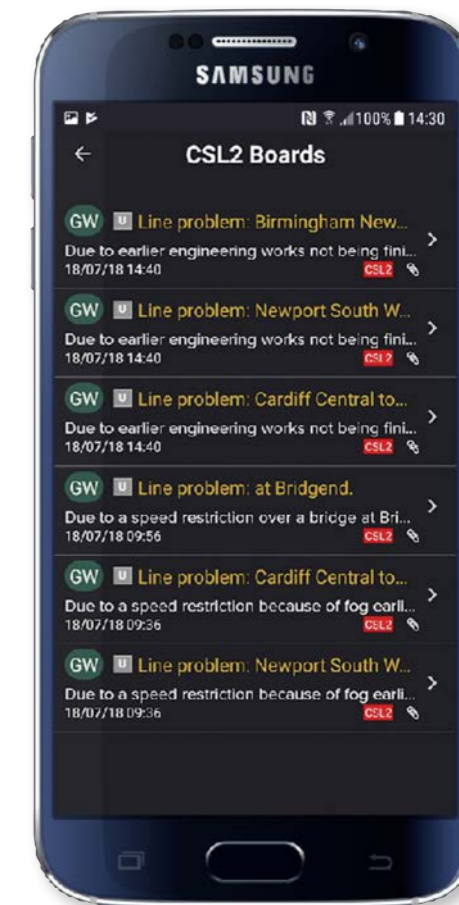 SAMSUNG
100% 14:30
CSL2 Boards
GW U Line problem: Birmingham New...
Due to earlier engineering works not being fini...
18/07/18 14:40 CSL2
GW U Line problem: Newport South W...
Due to earlier engineering works not being fini...
18/07/18 14:40 CSL2
GW U Line problem: Cardiff Central to...
Due to earlier engineering works not being fini...
18/07/18 14:40 CSL2
GW U Line problem: at Bridgend.
Due to a speed restriction over a bridge at Bri...
18/07/18 09:56 CSL2
GW U Line problem: Cardiff Central to...
Due to a speed restriction because of fog earli...
18/07/18 09:36 CSL2
GW U Line problem: Newport South W...
Due to a speed restriction because of fog earli...
18/07/18 09:36 CSL2